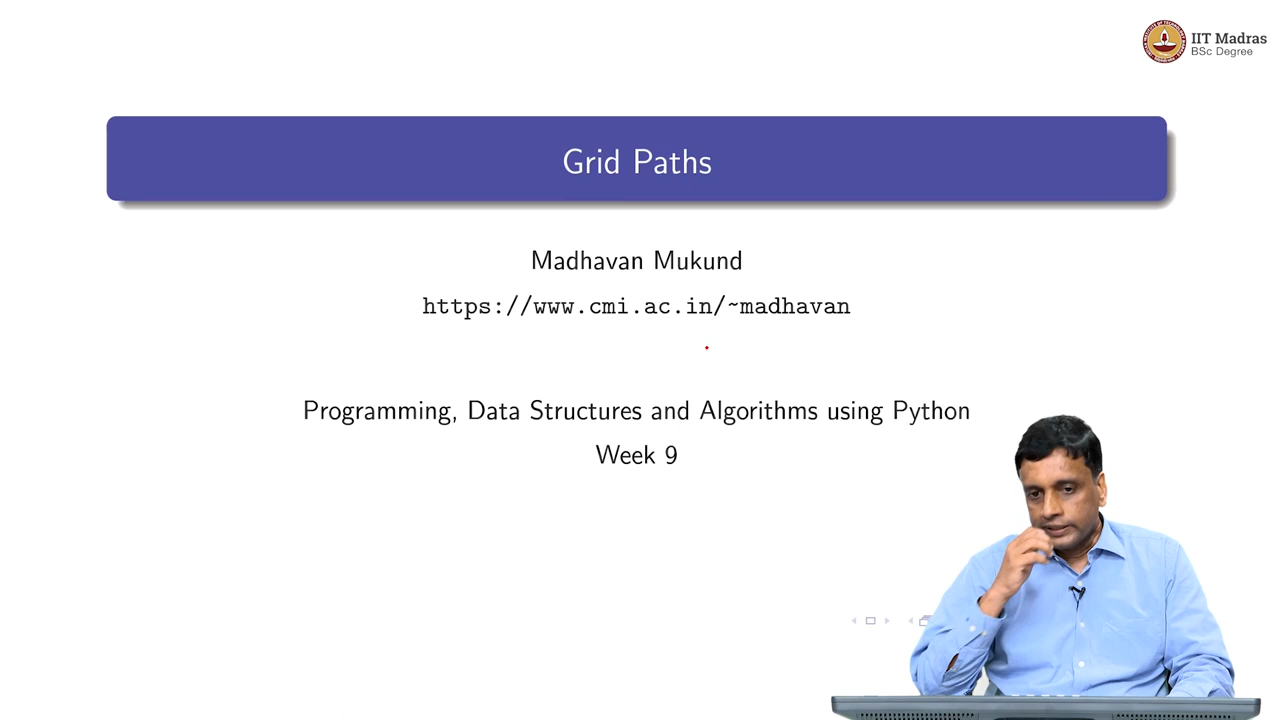 IIT Madras
BSc Degree
Grid Paths
Madhavan Mukund
https://www.cmi.ac.in/~madhavan
Programming, Data Structures and Algorithms using Python
Week 9